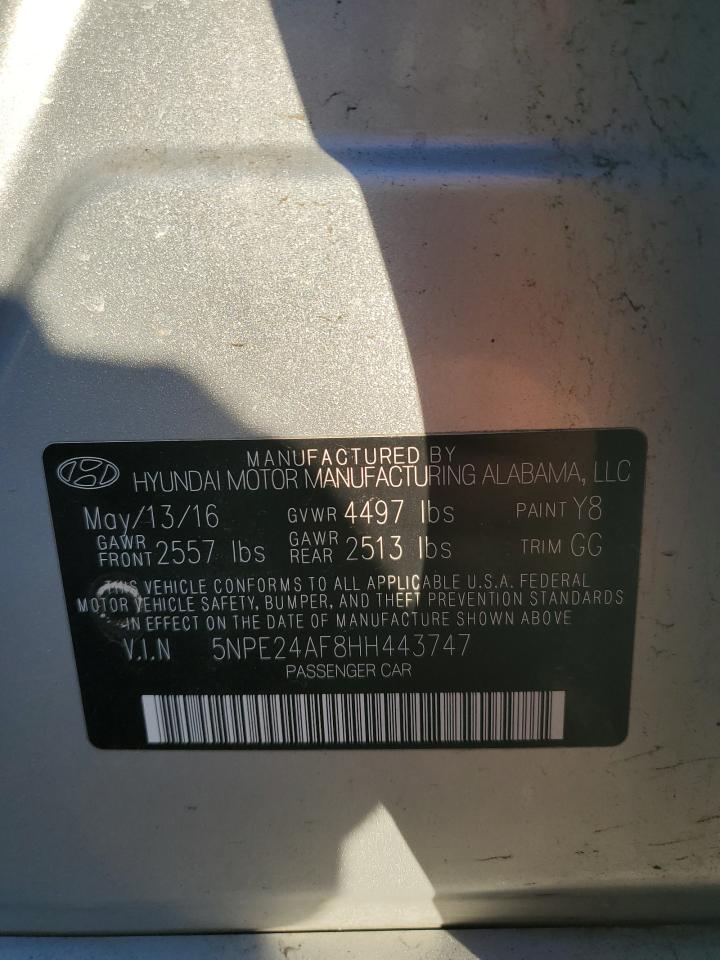 MANUFACTURED BY
HYUNDAI MOTOR MANUFACTURING ALABAMA, LLC
May/13/16 GVWR 4497 lbs PAINT Y8
GAWR FRONT 2557 lbs GAWR REAR 2513 lbs TRIM GG
THIS VEHICLE CONFORMS TO ALL APPLICABLE U.S.A. FEDERAL
MOTOR VEHICLE SAFETY, BUMPER, AND THEFT PREVENTION STANDARDS
IN EFFECT ON THE DATE OF MANUFACTURE SHOWN ABOVE
V.I.N 5NPE24AF8HH443747
PASSENGER CAR